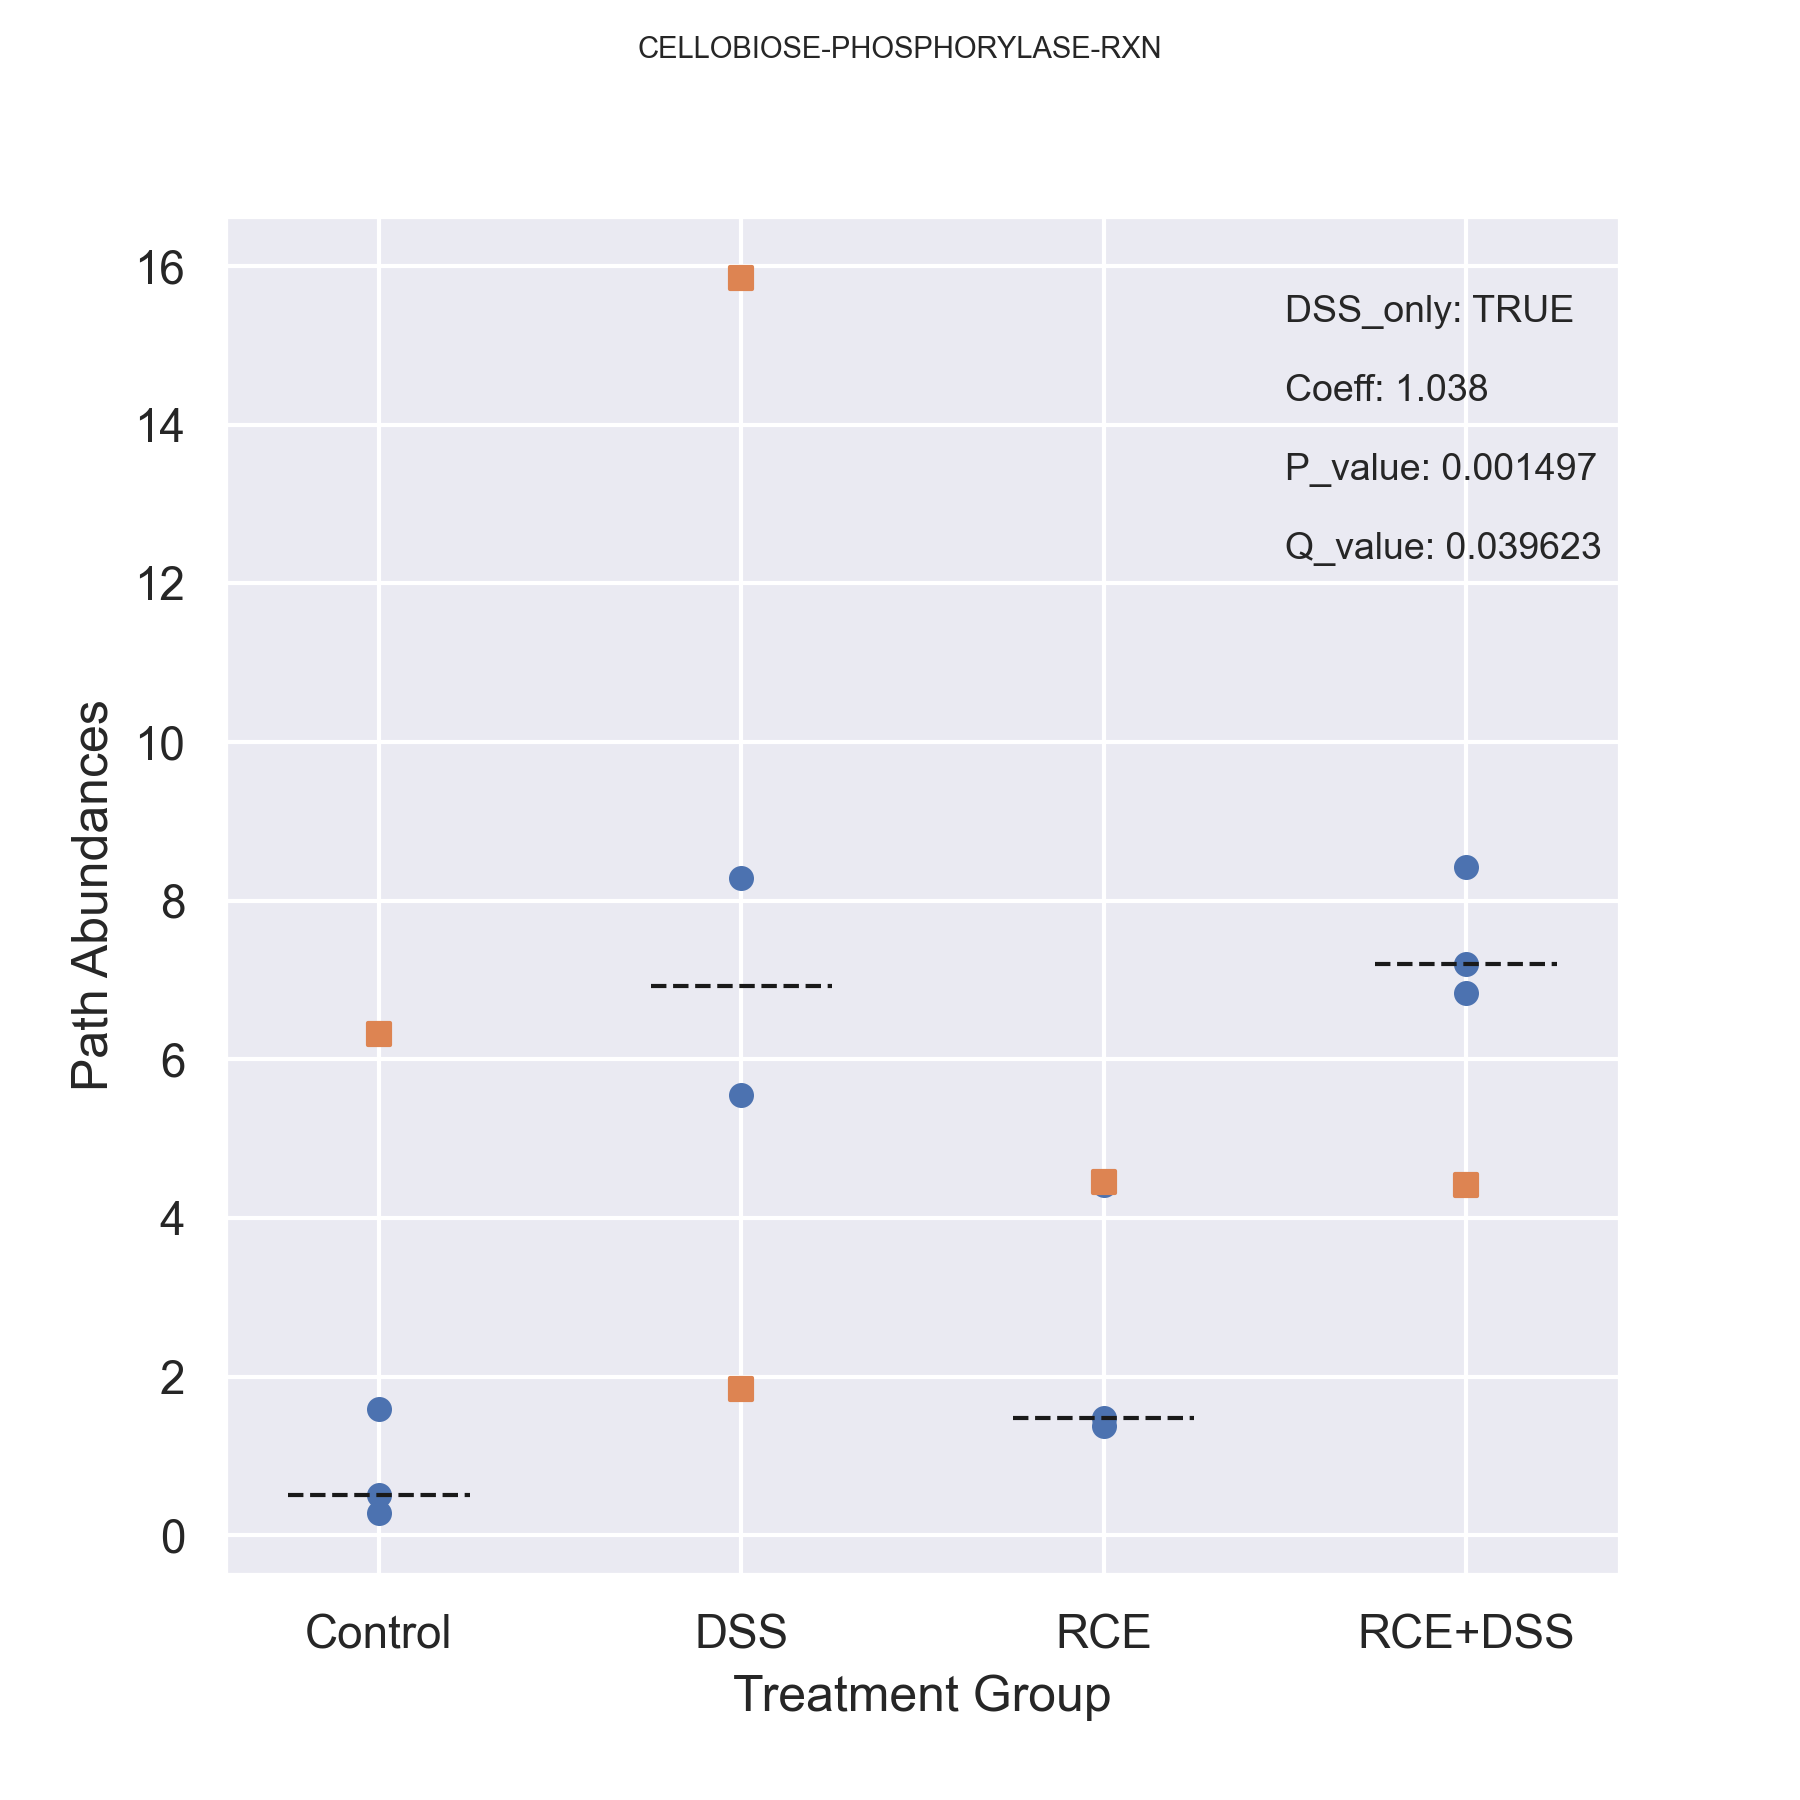 CELLOBIOSE-PHOSPHORYLASE-RXN
16
14
12
10
8
6
4
2
0
Path Abundances
DSS_only: TRUE
Coeff: 1.038
P_value: 0.001497
Q_value: 0.039623
Control
DSS
RCE
RCE+DSS
Treatment Group